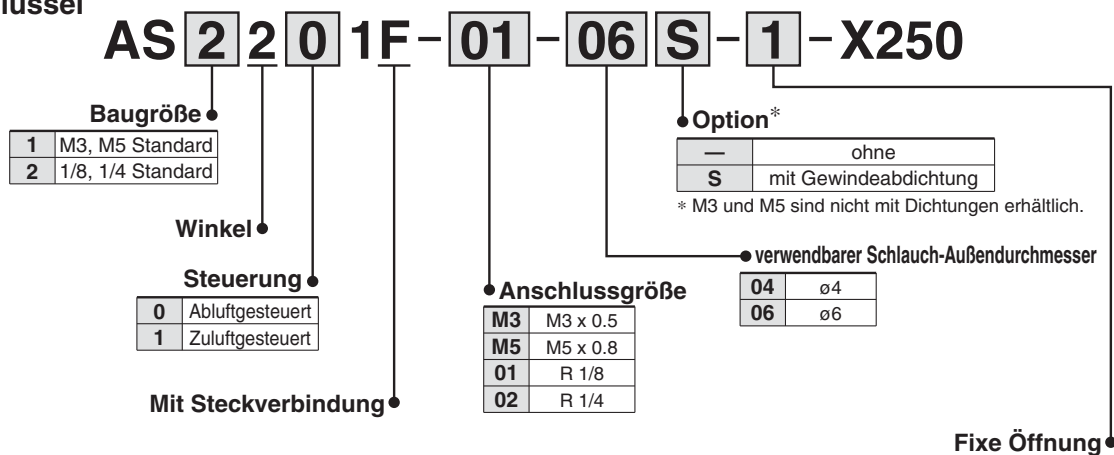 lüssel
AS 2 2 0 1F - 01 - 06 S - 1 - X250
Baugröße
1 M3, M5 Standard
2 1/8, 1/4 Standard
Winkel
Steuerung
0 Abluftgesteuert
1 Zuluftgesteuert
Mit Steckverbindung
Anschlussgröße
M3 M3 x 0.5
M5 M5 x 0.8
01 R 1/8
02 R 1/4
Option*
— ohne
S mit Gewindeabdichtung
* M3 und M5 sind nicht mit Dichtungen erhältlich.
verwendbarer Schlauch-Außendurchmesser
04 ø4
06 ø6
Fixe Öffnung